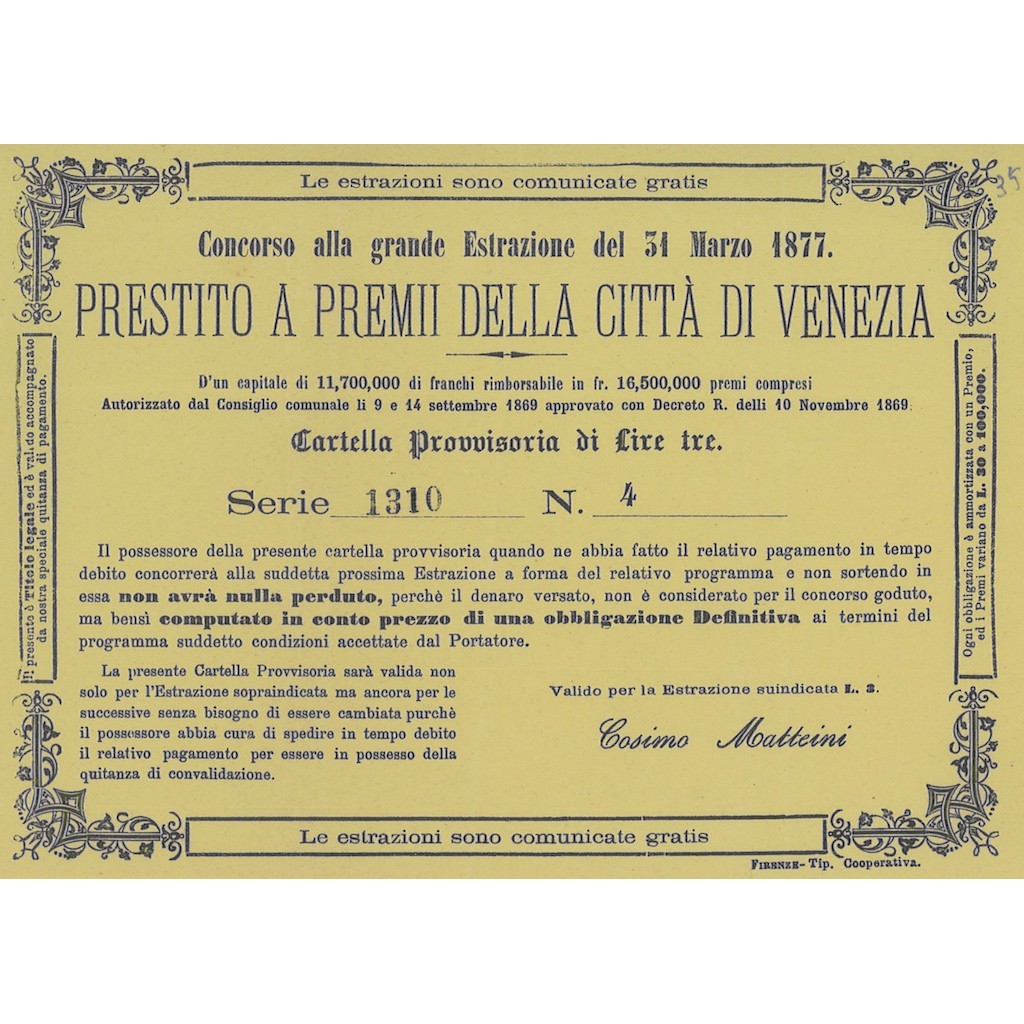 Le estrazioni sono comunicate gratis
35
Concorso alla grande Estrazione del 31 Marzo 1877.
PRESTITO A PREMII DELLA CITTÀ DI VENEZIA
D'un capitale di 11,700,000 di franchi rimborsabile in fr. 16,500,000 premi compresi
Autorizzato dal Consiglio comunale li 9 e 14 settembre 1869 approvato con Decreto R. delli 10 Novembre 1869.
Cartella Provvisoria di Lire tre.
Serie 1310 N. 4
Il possessore della presente cartella provvisoria quando ne abbia fatto il relativo pagamento in tempo
debito concorrerà alla suddetta prossima Estrazione a forma del relativo programma e non sortendo in
essa non avrà nulla perduto, perchè il denaro versato, non è considerato per il concorso goduto,
ma bensì computato in conto prezzo di una obbligazione Definitiva ai termini del
programma suddetto condizioni accettate dal Portatore.
La presente Cartella Provvisoria sarà valida non
solo per l'Estrazione sopraindicata ma ancora per le
successive senza bisogno di essere cambiata purchè
il possessore abbia cura di spedire in tempo debito
il relativo pagamento per essere in possesso della
quitanza di convalidazione.
Valido per la Estrazione suindicata L. 3.
Cosimo Matteini
Il presente è Titolo legale ed è valido accompagnato
da nostra speciale quitanza di pagamento.
Ogni obbligazione è ammortizzata con un Premio,
ed i Premi variano da L. 30 a 100,000.
Le estrazioni sono comunicate gratis
FIRENZE-Tip. Cooperativa.